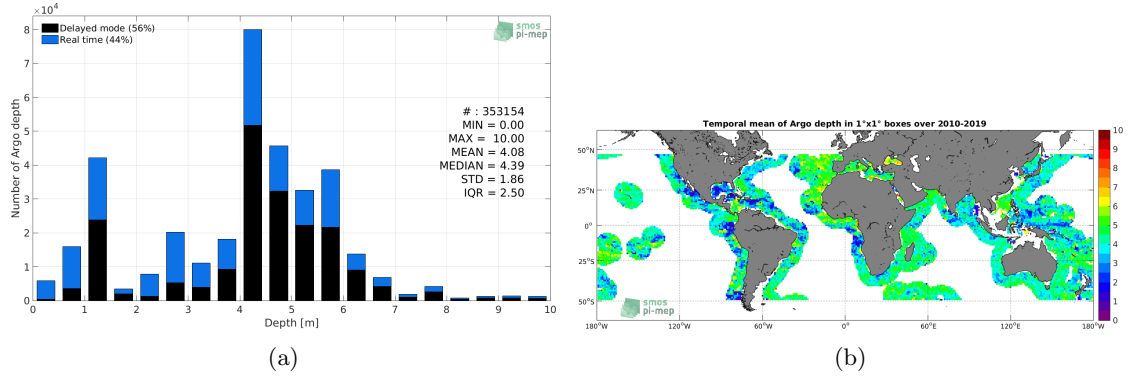 ×10⁴
Delayed mode (56%)
Real time (44%)
smos
pi-mep
8
7
6
5
4
3
2
1
0
Number of Argo depth
# : 353154
MIN = 0.00
MAX = 10.00
MEAN = 4.08
MEDIAN = 4.39
STD = 1.86
IQR = 2.50
0 1 2 3 4 5 6 7 8 9 10
Depth [m]
(a)
Temporal mean of Argo depth in 1°x1° boxes over 2010-2019
50°N
25°N
0°
25°S
50°S
smos
pi-mep
180°W 120°W 60°W 0° 60°E 120°E 180°W
10
9
8
7
6
5
4
3
2
1
0
(b)